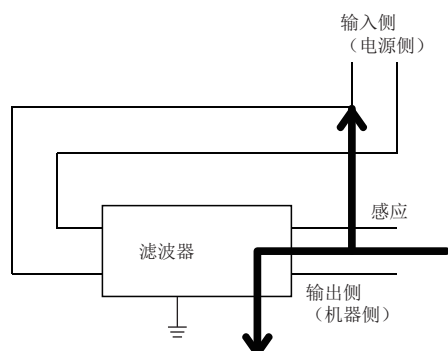 输入侧
（电源侧）
感应
滤波器
输出侧
（机器侧）